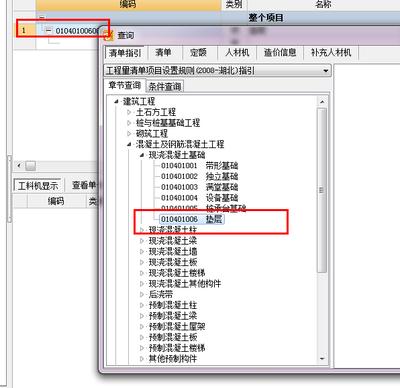 编码 类别 名称
整个项目
1 0104010060
查询
清单指引 清单 定额 人材机 造价信息 补充人材机
工程量清单项目设置规则(2008-湖北)指引
章节查询 条件查询
建筑工程
土石方工程
桩与地基基础工程
砌筑工程
混凝土及钢筋混凝土工程
现浇混凝土基础
010401001 带形基础
010401002 独立基础
010401003 满堂基础
010401004 设备基础
010401005 桩承台基础
010401006 垫层
现浇混凝土柱
现浇混凝土梁
现浇混凝土墙
现浇混凝土板
现浇混凝土楼梯
现浇混凝土其他构件
后浇带
预制混凝土柱
预制混凝土梁
预制混凝土屋架
预制混凝土板
预制混凝土楼梯
其他预制构件
工料机显示 查看单
编码 类